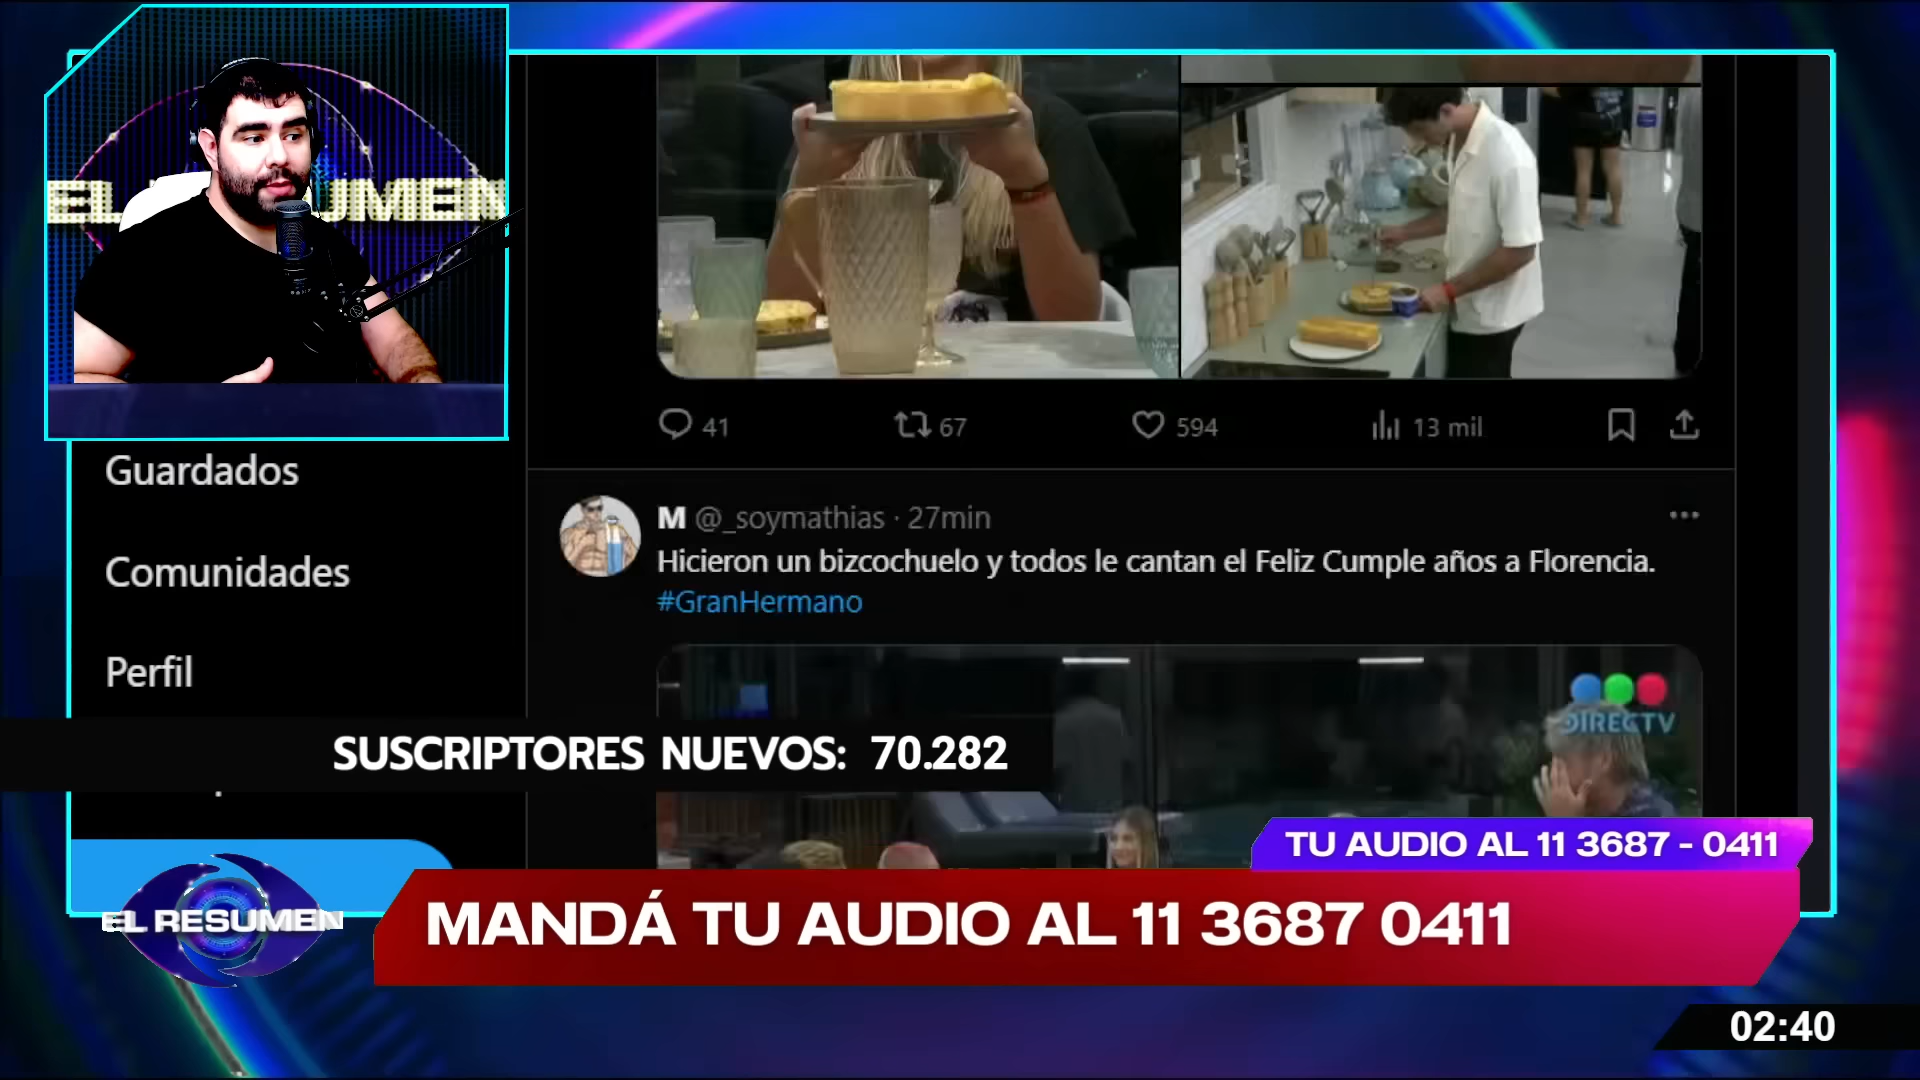 EL RESUMEN
41
67
594
13 mil
Guardados
M @_soymathias · 27min
Hicieron un bizcochuelo y todos le cantan el Feliz Cumple años a Florencia.
#GranHermano
Comunidades
Perfil
DIRECTV
SUSCRIPTORES NUEVOS: 70.282
TU AUDIO AL 11 3687 - 0411
EL RESUMEN
MANDÁ TU AUDIO AL 11 3687 0411
02:40